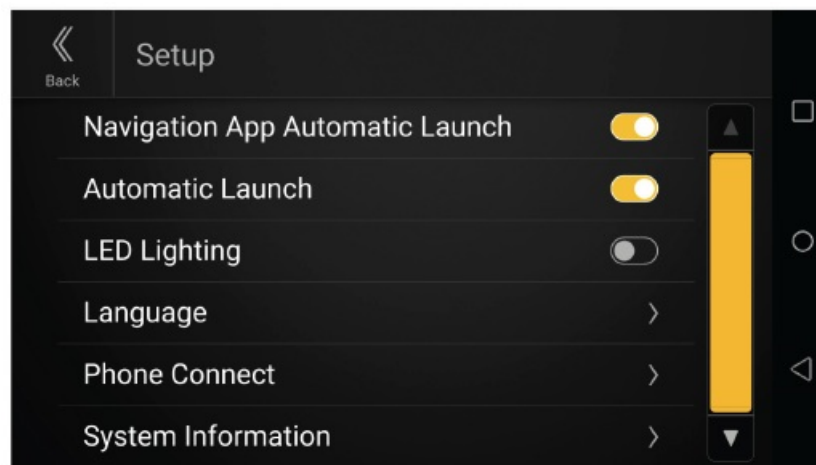 Back
Setup
Navigation App Automatic Launch
Automatic Launch
LED Lighting
Language
Phone Connect
System Information